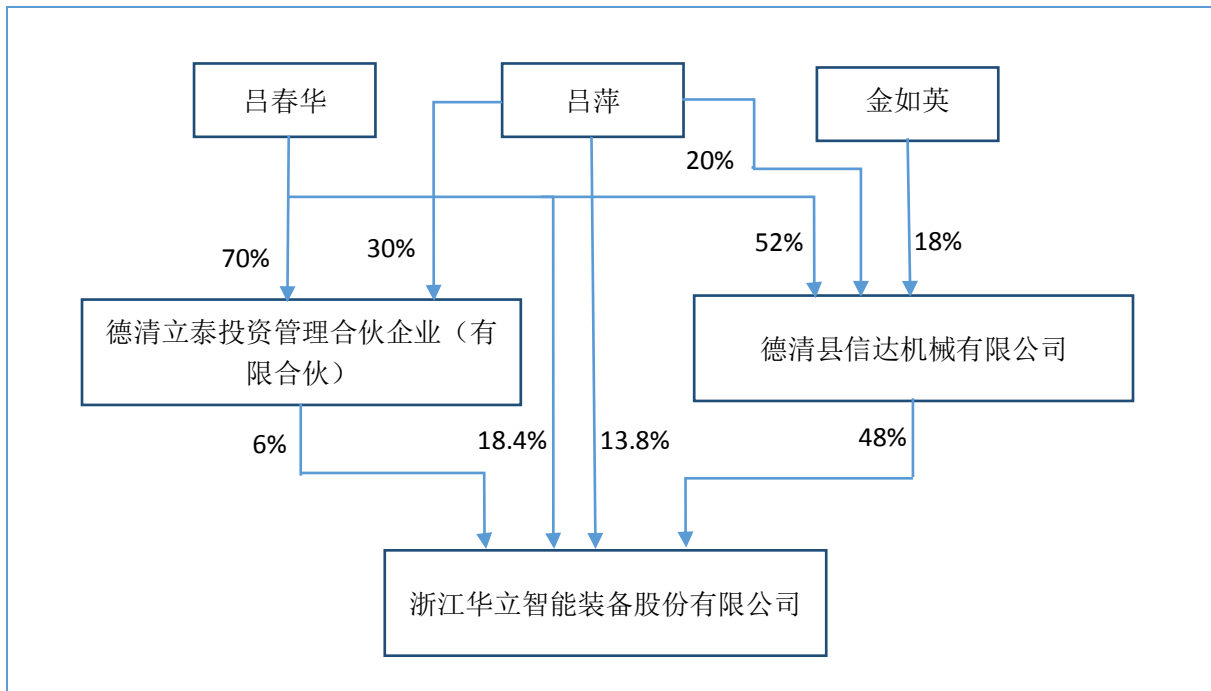 吕春华
吕萍
金如英
20%
70%
30%
52%
18%
德清立泰投资管理合伙企业（有
限合伙）
德清县信达机械有限公司
6%
18.4%
13.8%
48%
浙江华立智能装备股份有限公司